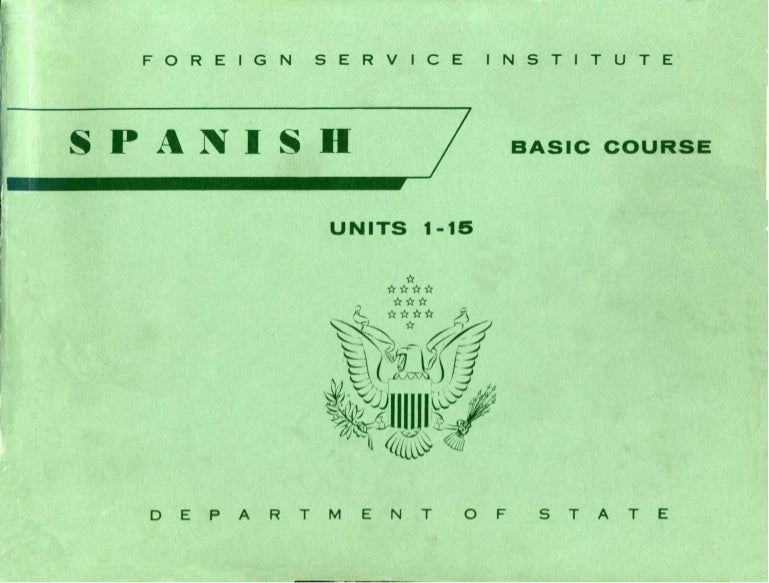 FOREIGN SERVICE INSTITUTE
SPANISH
BASIC COURSE
UNITS 1-15
DEPARTMENT OF STATE